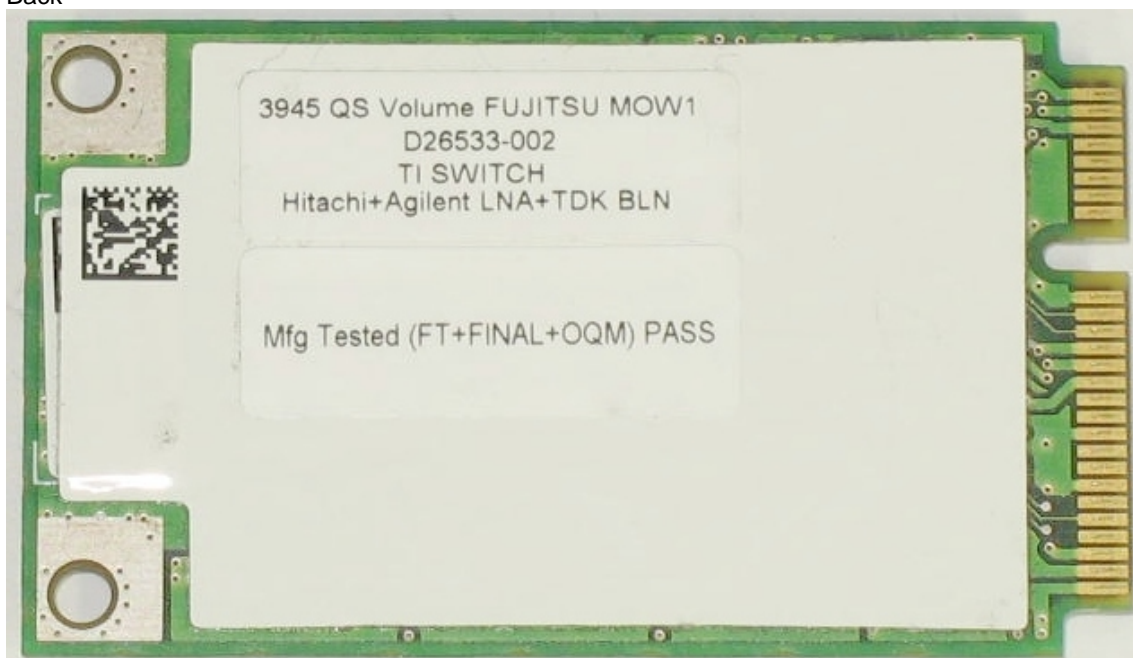 Back
3945 QS Volume FUJITSU MOW1
D26533-002
TI SWITCH
Hitachi+Agilent LNA+TDK BLN
Mfg Tested (FT+FINAL+OQM) PASS